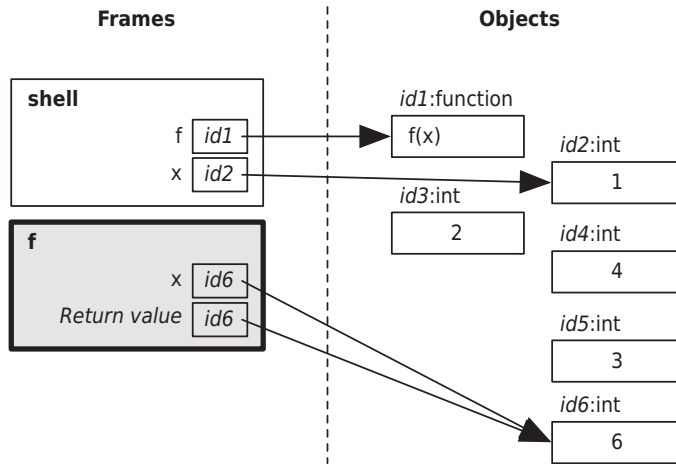 Frames
Objects
shell
f id1
x id2
id1:function
f(x)
id2:int
1
id3:int
2
f
x id6
Return value id6
id4:int
4
id5:int
3
id6:int
6